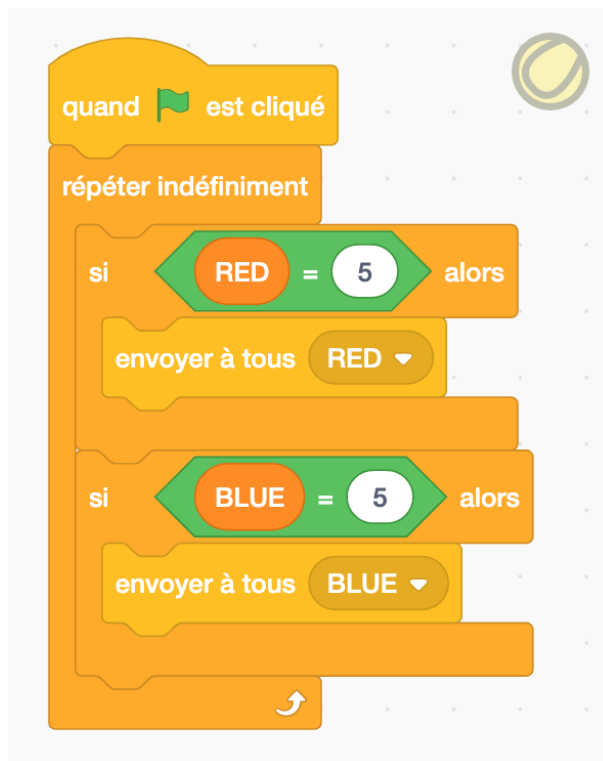 quand est cliqué
répéter indéfiniment
si RED = 5 alors
envoyer à tous RED
si BLUE = 5 alors
envoyer à tous BLUE